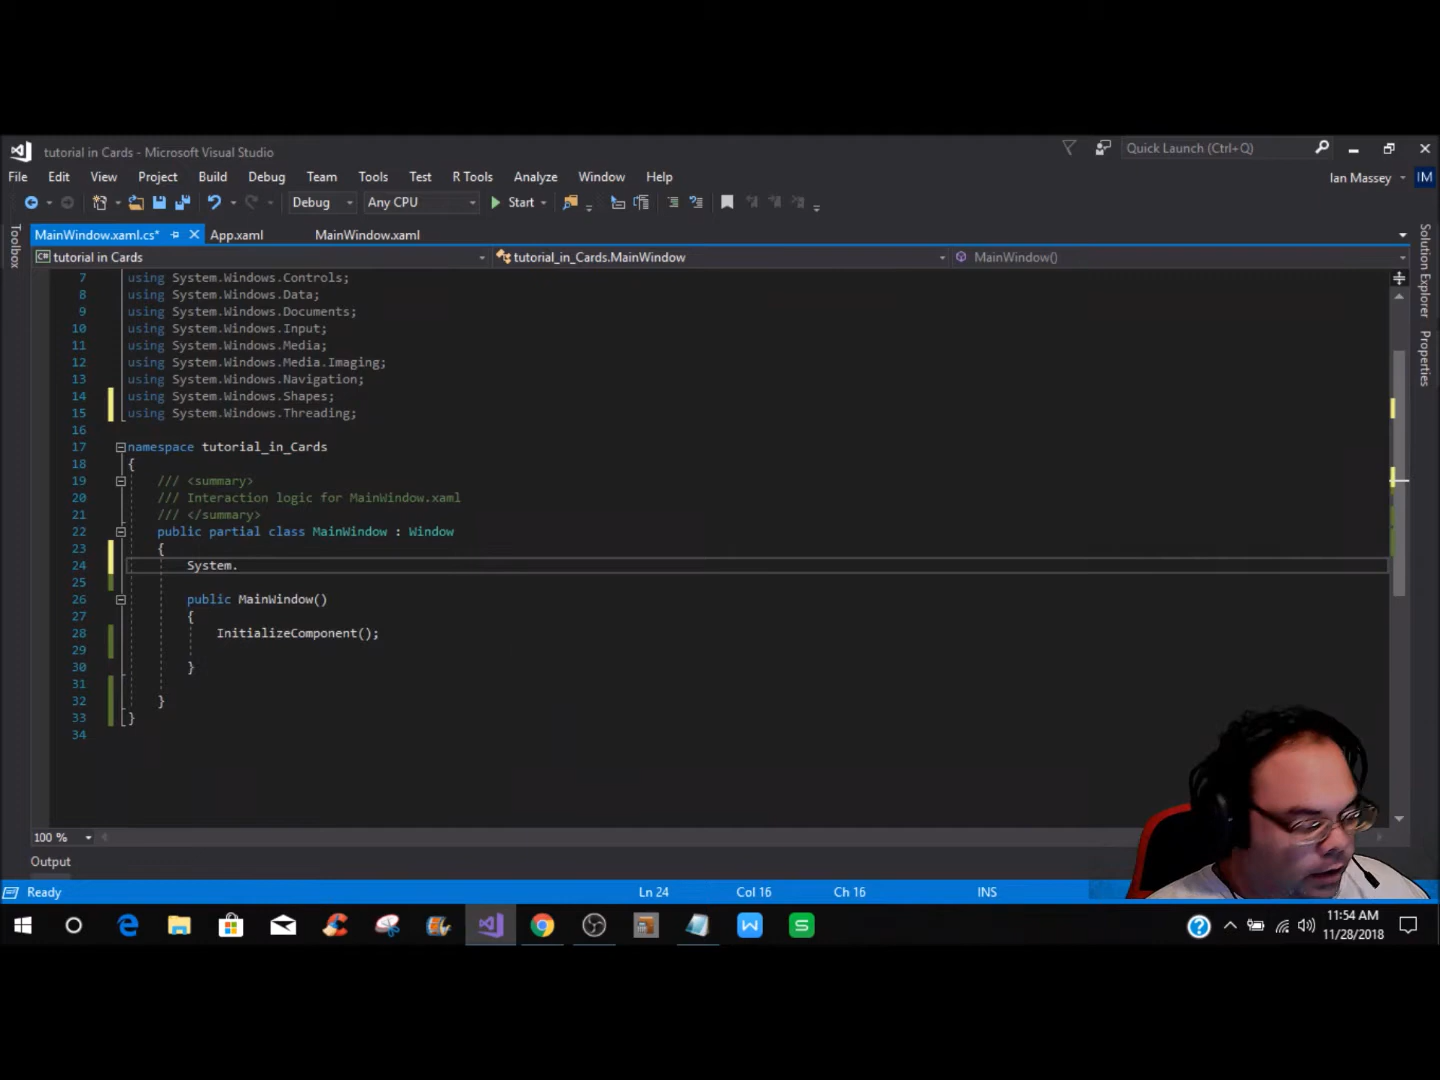 tutorial in Cards - Microsoft Visual Studio
Quick Launch (Ctrl+Q)
File Edit View Project Build Debug Team Tools Test R Tools Analyze Window Help
Ian Massey IM
Debug Any CPU Start
MainWindow.xaml.cs* App.xaml MainWindow.xaml
C# tutorial in Cards tutorial_in_Cards.MainWindow MainWindow()
Toolbox
Solution Explorer
Properties
7 using System.Windows.Controls;
8 using System.Windows.Data;
9 using System.Windows.Documents;
10 using System.Windows.Input;
11 using System.Windows.Media;
12 using System.Windows.Media.Imaging;
13 using System.Windows.Navigation;
14 using System.Windows.Shapes;
15 using System.Windows.Threading;
16
17 namespace tutorial_in_Cards
18 {
19 /// <summary>
20 /// Interaction logic for MainWindow.xaml
21 /// </summary>
22 public partial class MainWindow : Window
23 {
24 System.
25
26 public MainWindow()
27 {
28 InitializeComponent();
29
30 }
31
32 }
33 }
34
100 %
Output
Ready Ln 24 Col 16 Ch 16 INS
11:54 AM
11/28/2018